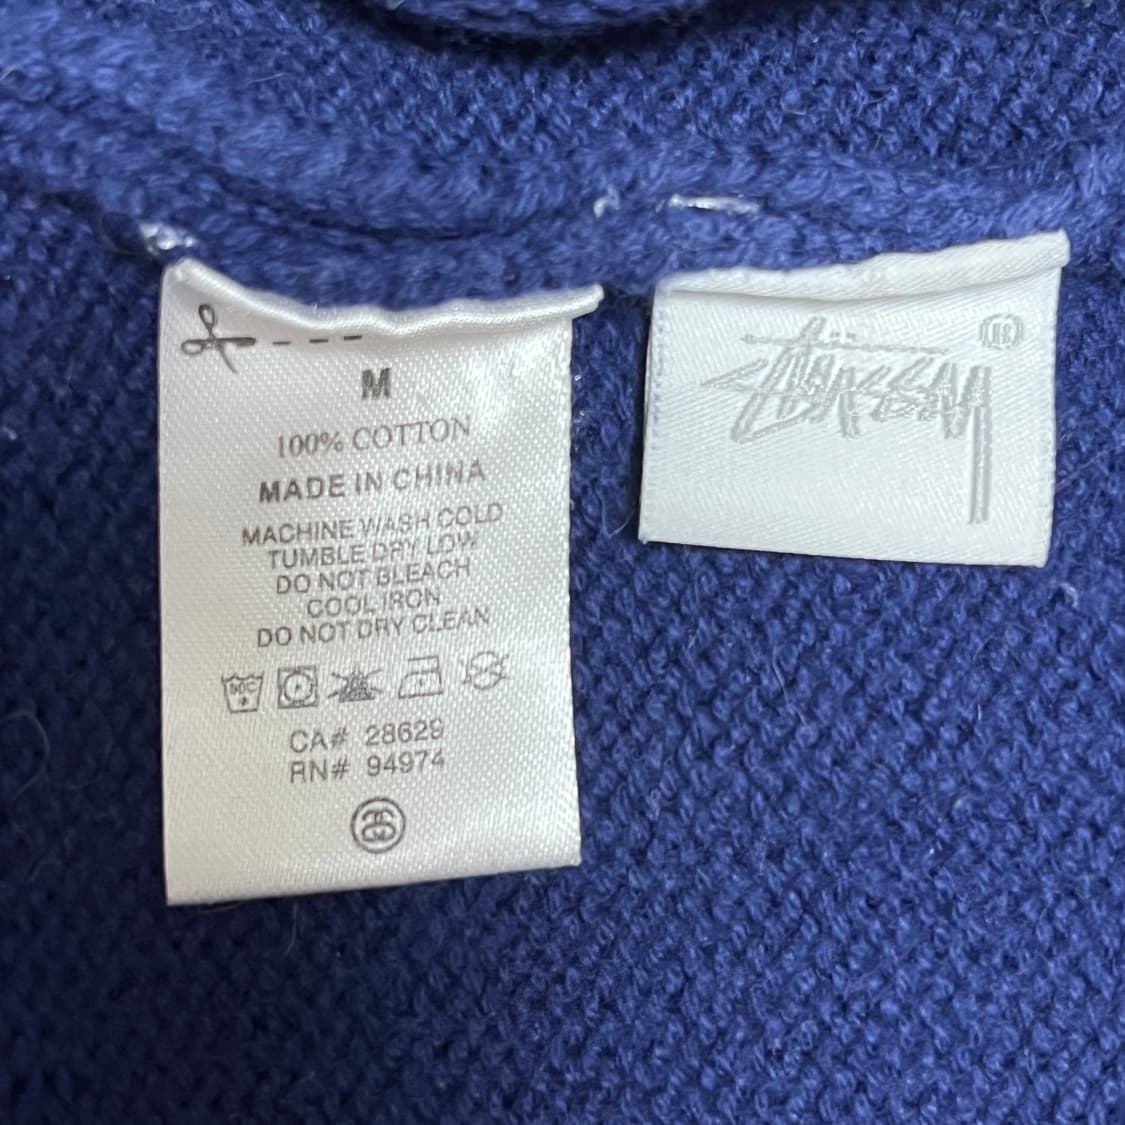 M
100% COTTON
MADE IN CHINA
MACHINE WASH COLD
TUMBLE DRY LOW
DO NOT BLEACH
COOL IRON
DO NOT DRY CLEAN
30C
CA# 28629
RN# 94974
STÜSSY ®